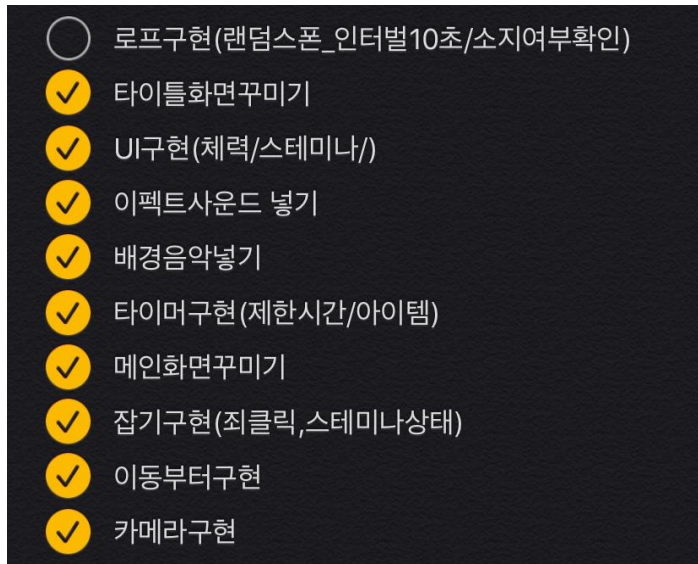 로프구현(랜덤스폰_인터벌10초/소지여부확인)
타이틀화면꾸미기
UI구현(체력/스테미나/)
이펙트사운드 넣기
배경음악넣기
타이머구현(제한시간/아이템)
메인화면꾸미기
잡기구현(죄클릭,스테미나상태)
이동부터구현
카메라구현